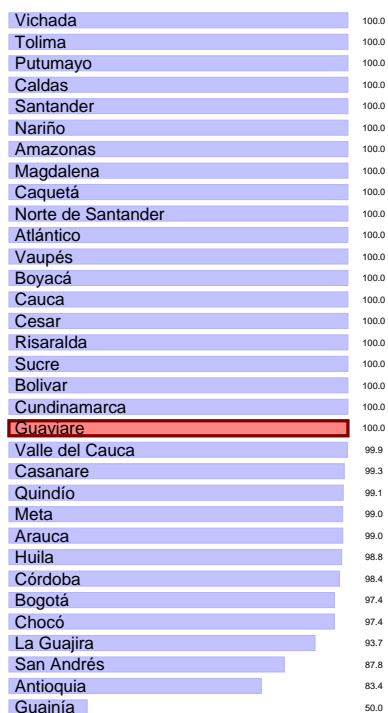 Vichada 100.0
Tolima 100.0
Putumayo 100.0
Caldas 100.0
Santander 100.0
Nariño 100.0
Amazonas 100.0
Magdalena 100.0
Caquetá 100.0
Norte de Santander 100.0
Atlántico 100.0
Vaupés 100.0
Boyacá 100.0
Cauca 100.0
Cesar 100.0
Risaralda 100.0
Sucre 100.0
Bolivar 100.0
Cundinamarca 100.0
Guaviare 100.0
Valle del Cauca 99.9
Casanare 99.3
Quindío 99.1
Meta 99.0
Arauca 99.0
Huila 98.8
Córdoba 98.4
Bogotá 97.4
Chocó 97.4
La Guajira 93.7
San Andrés 87.8
Antioquia 83.4
Guainía 50.0